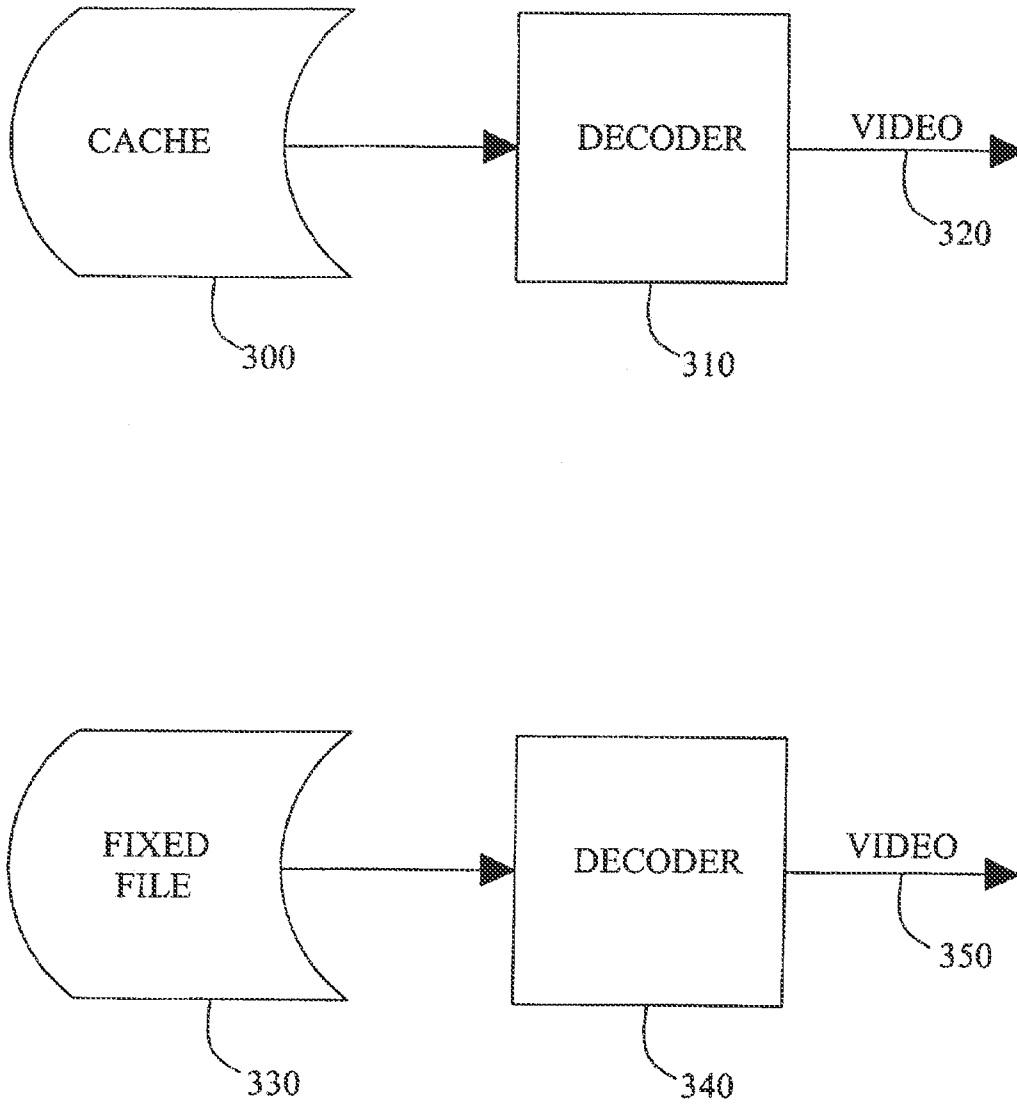 CACHE
DECODER
VIDEO
320
300
310
FIXED
FILE
DECODER
VIDEO
350
330
340